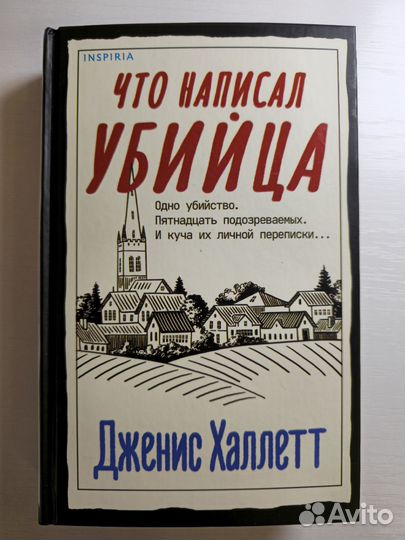 INSPIRIA
ЧТО НАПИСАЛ
УБИЙЦА
Одно убийство.
Пятнадцать подозреваемых.
И куча их личной переписки...
Дженис Халлетт
Avito